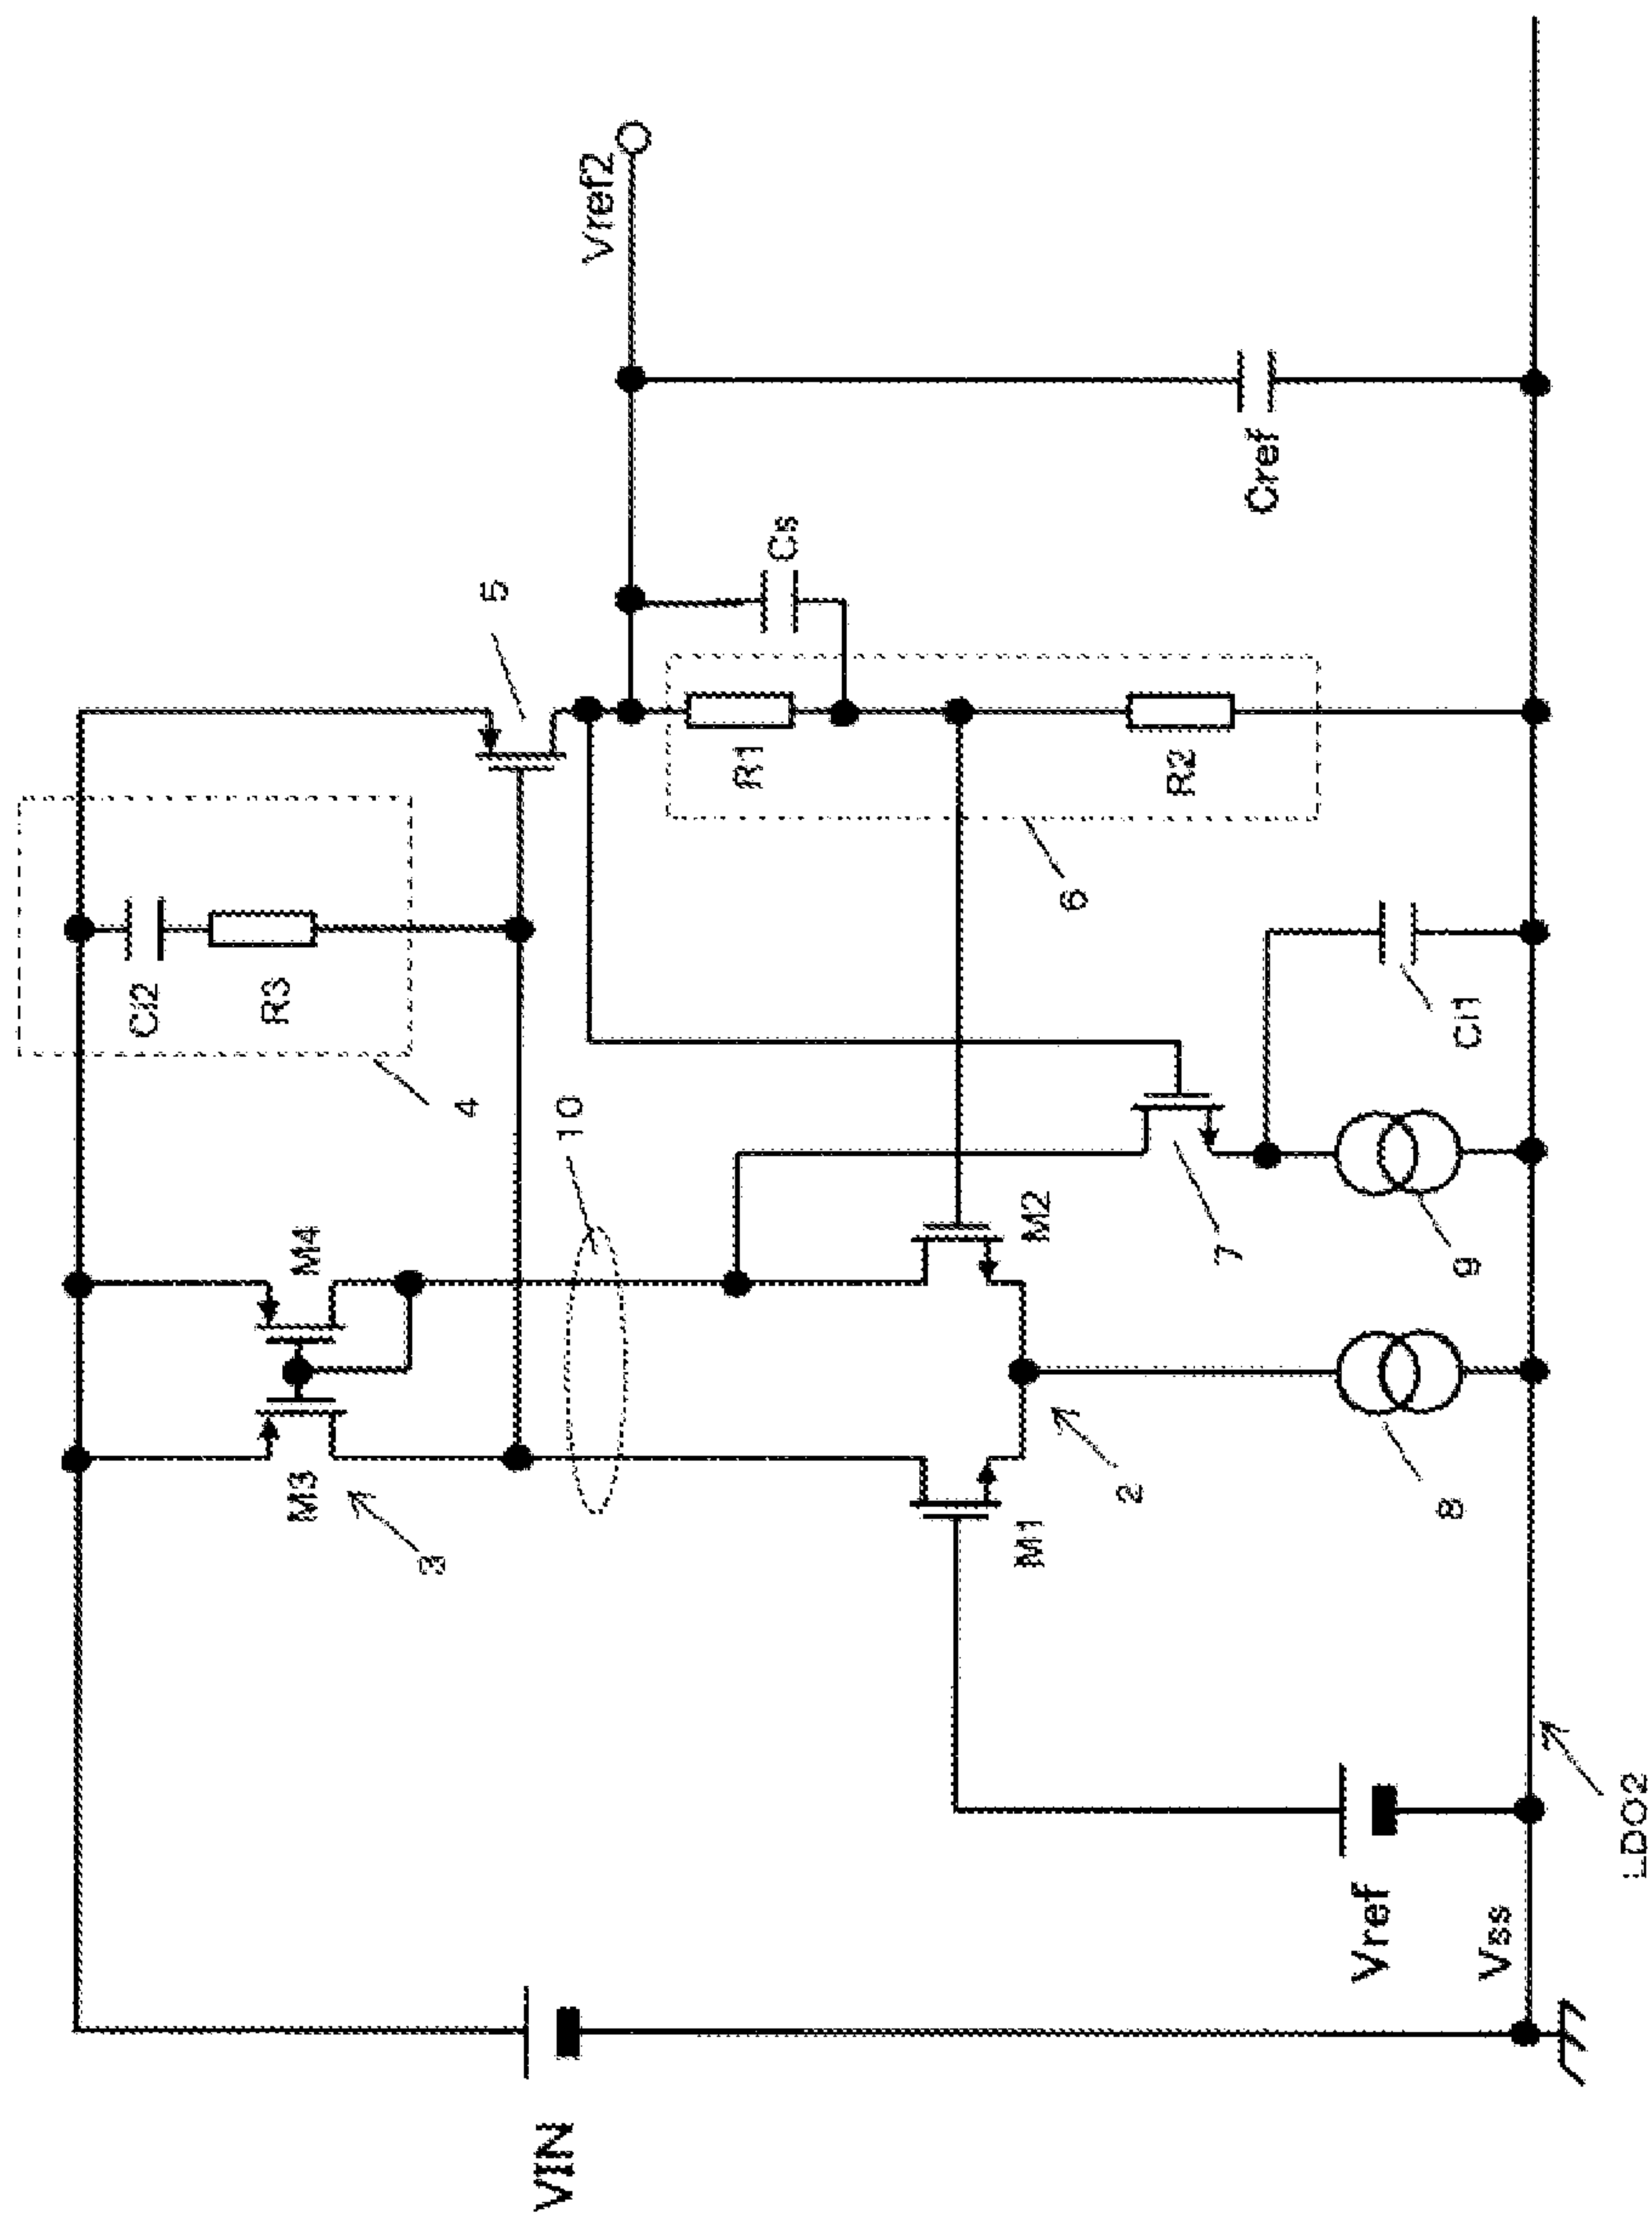 VIN
Vref
Vss
LDO2
M3
3
M4
M1
2
M2
8
9
7
10
4
Ci2
R3
Ci1
6
R1
R2
5
Cs
Cref
Vref2